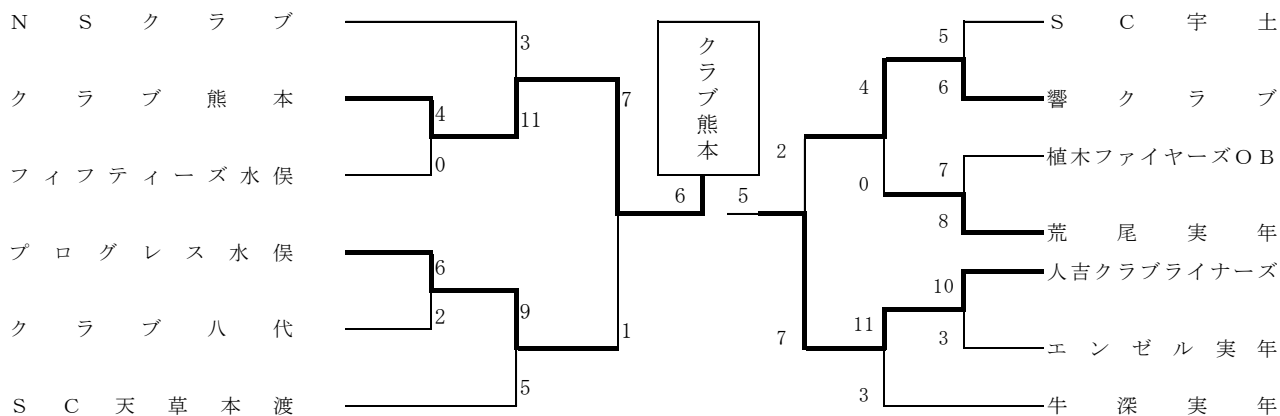 NSクラブ
3
クラブ熊本
4
11
0
フィフティーズ水俣
7
プログレス水俣
6
2
9
クラブ八代
1
SC天草本渡
5
クラブ熊本
6
5
SC宇土
5
6
響クラブ
4
2
植木ファイヤーズOB
7
0
8
荒尾実年
人吉クラブライナーズ
10
11
3
7
エンゼル実年
3
牛深実年